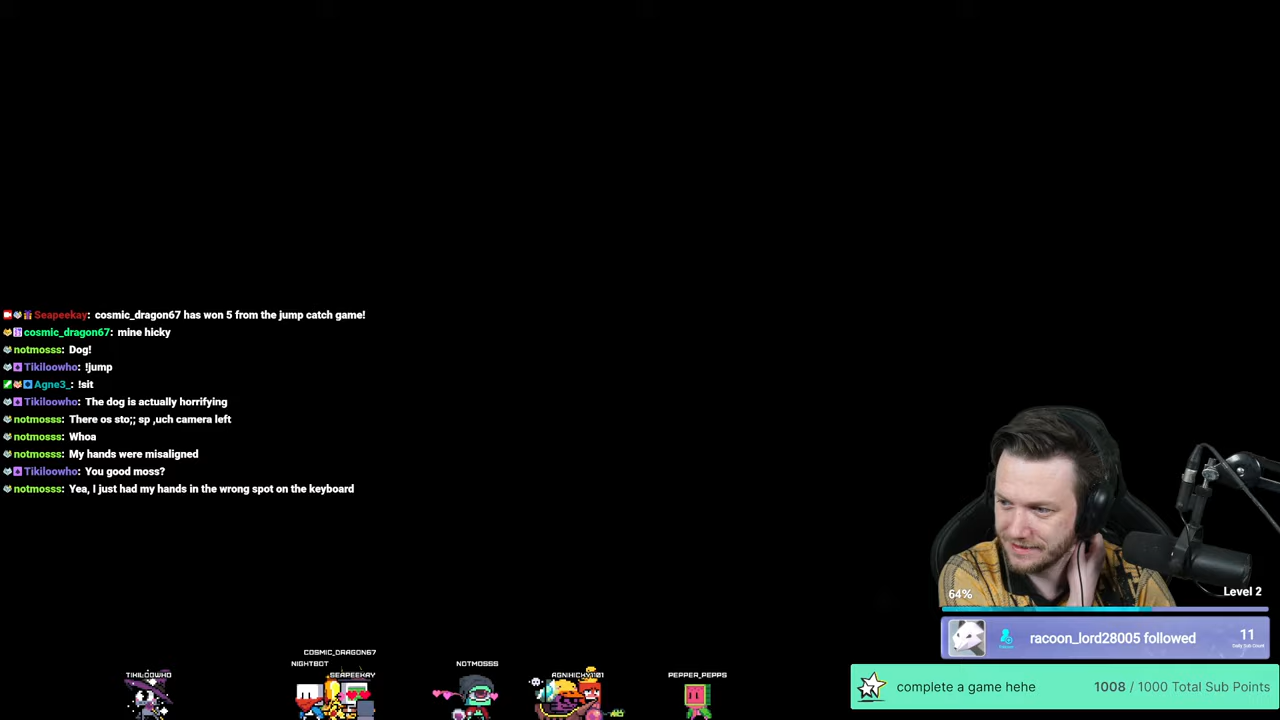 Seapeekay: cosmic_dragon67 has won 5 from the jump catch game!
cosmic_dragon67: mine hicky
notmosss: Dog!
Tikiloowho: !jump
Agne3_: !sit
Tikiloowho: The dog is actually horrifying
notmosss: There os sto;; sp ,uch camera left
notmosss: Whoa
notmosss: My hands were misaligned
Tikiloowho: You good moss?
notmosss: Yea, I just had my hands in the wrong spot on the keyboard
64%
Level 2
racoon_lord28005 followed
11
Daily Sub Count
COSMIC_DRAGON67
NIGHTBOT
NOTMOSSS
TIKILOOWHO
SEAPEEKAY
AGNIHICKY1101
PEPPER_PEPPS
complete a game hehe
1008 / 1000 Total Sub Points